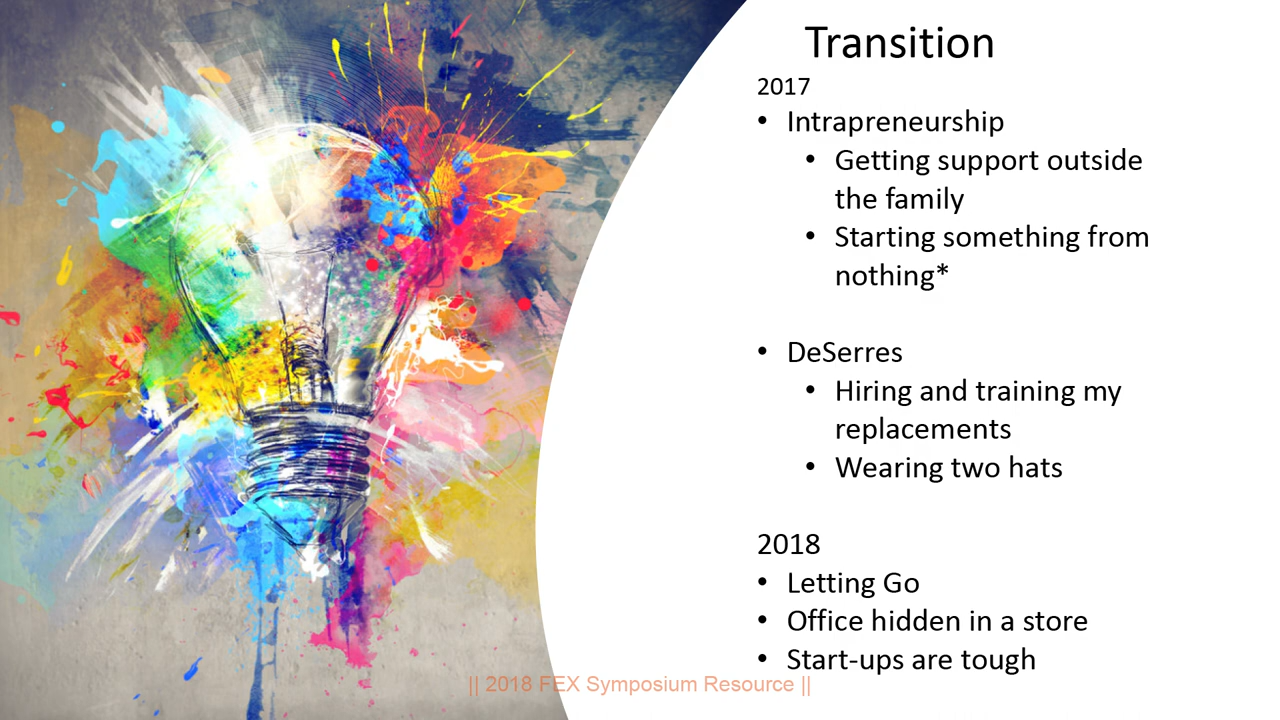 Transition
2017
• Intrapreneurship
• Getting support outside
the family
• Starting something from
nothing*
• DeSerres
• Hiring and training my
replacements
• Wearing two hats
2018
• Letting Go
• Office hidden in a store
• Start-ups are tough
|| 2018 FEX Symposium Resource ||